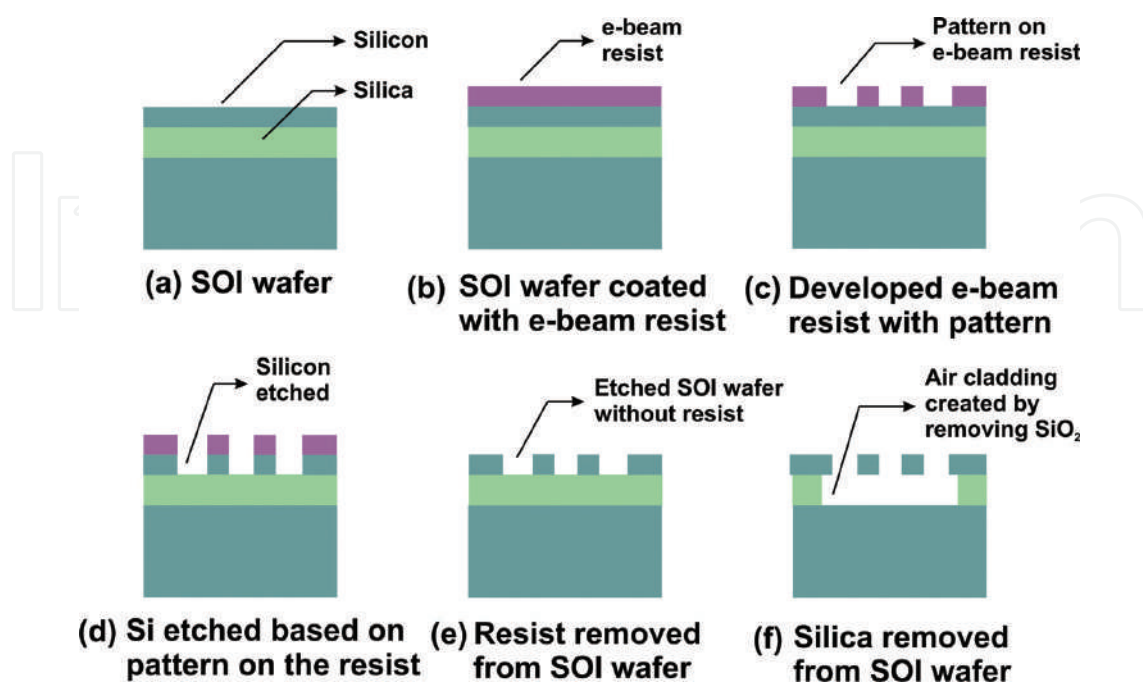 Silicon
Silica
(a) SOI wafer
e-beam
resist
(b) SOI wafer coated
with e-beam resist
Pattern on
e-beam resist
(c) Developed e-beam
resist with pattern
Silicon
etched
(d) Si etched based on
pattern on the resist
Etched SOI wafer
without resist
(e) Resist removed
from SOI wafer
Air cladding
created by
removing SiO₂
(f) Silica removed
from SOI wafer